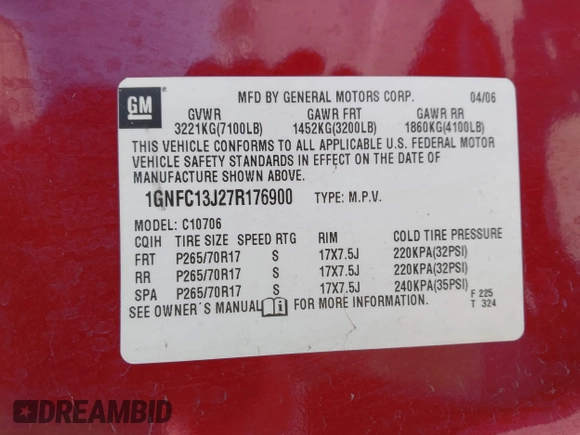 GM
MFD BY GENERAL MOTORS CORP. 04/06
GVWR GAWR FRT GAWR RR
3221KG(7100LB) 1452KG(3200LB) 1860KG(4100LB)
THIS VEHICLE CONFORMS TO ALL APPLICABLE U.S. FEDERAL MOTOR
VEHICLE SAFETY STANDARDS IN EFFECT ON THE DATE OF
MANUFACTURE SHOWN ABOVE.
1GNFC13J27R176900 TYPE: M.P.V.
MODEL: C10706
CQIH TIRE SIZE SPEED RTG RIM COLD TIRE PRESSURE
FRT P265/70R17 S 17X7.5J 220KPA(32PSI)
RR P265/70R17 S 17X7.5J 220KPA(32PSI)
SPA P265/70R17 S 17X7.5J 240KPA(35PSI)
SEE OWNER´S MANUAL FOR MORE INFORMATION. F 225
T 324
DREAMBID